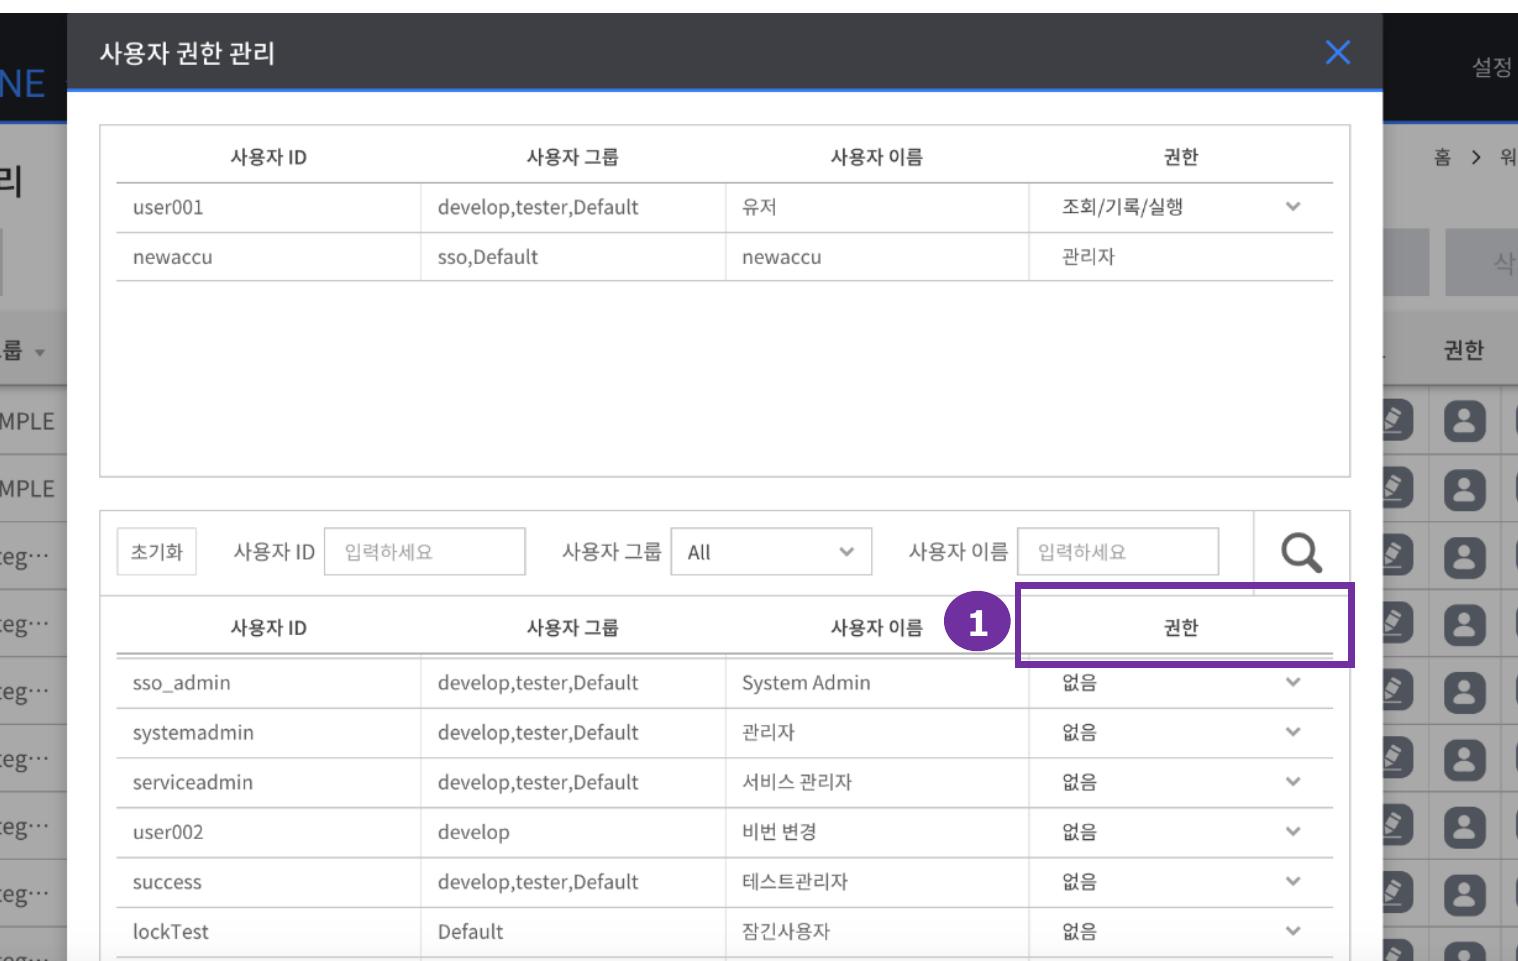 사용자 권한 관리
NE
설정
사용자 ID 사용자 그룹 사용자 이름 권한
홈 > 워
리
user001 develop,tester,Default 유저 조회/기록/실행
newaccu sso,Default newaccu 관리자
삭
룹 권한
MPLE
MPLE
초기화 사용자 ID 입력하세요 사용자 그룹 All 사용자 이름 입력하세요
eg...
사용자 ID 사용자 그룹 사용자 이름 1 권한
eg...
sso_admin develop,tester,Default System Admin 없음
eg...
systemadmin develop,tester,Default 관리자 없음
eg...
serviceadmin develop,tester,Default 서비스 관리자 없음
user002 develop 비번 변경 없음
eg...
success develop,tester,Default 테스트관리자 없음
eg...
lockTest Default 잠긴사용자 없음